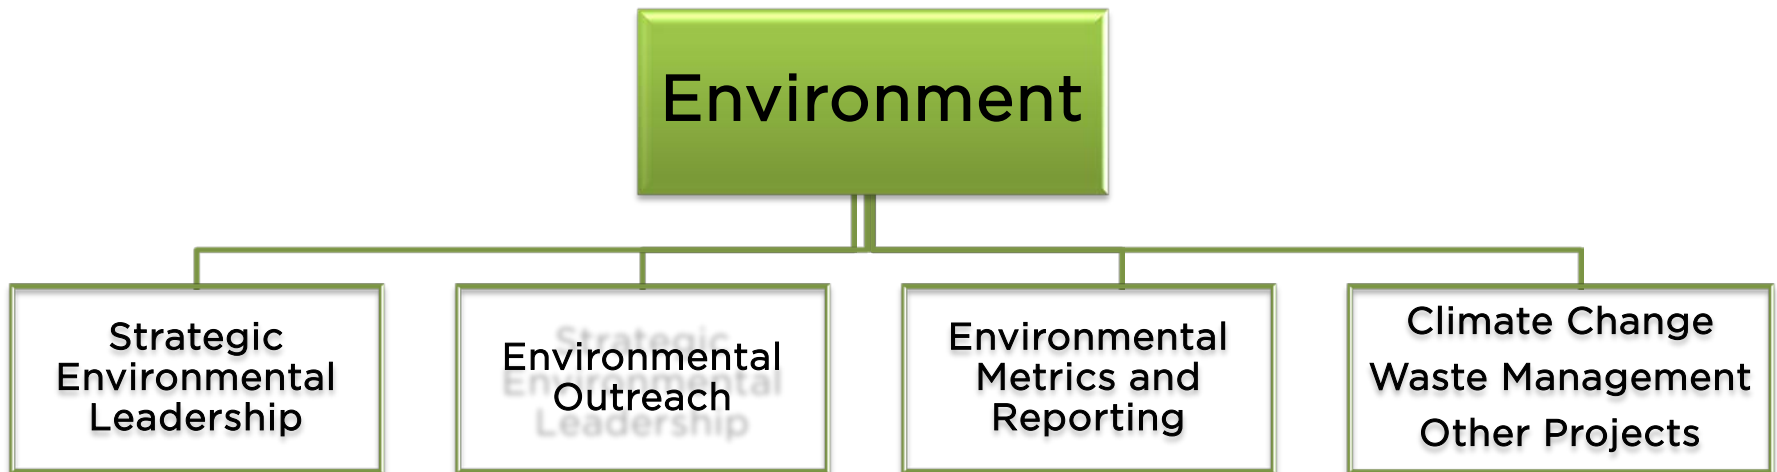 Environment
Strategic
Environmental
Leadership
Environmental
Outreach
Environmental
Metrics and
Reporting
Climate Change
Waste Management
Other Projects